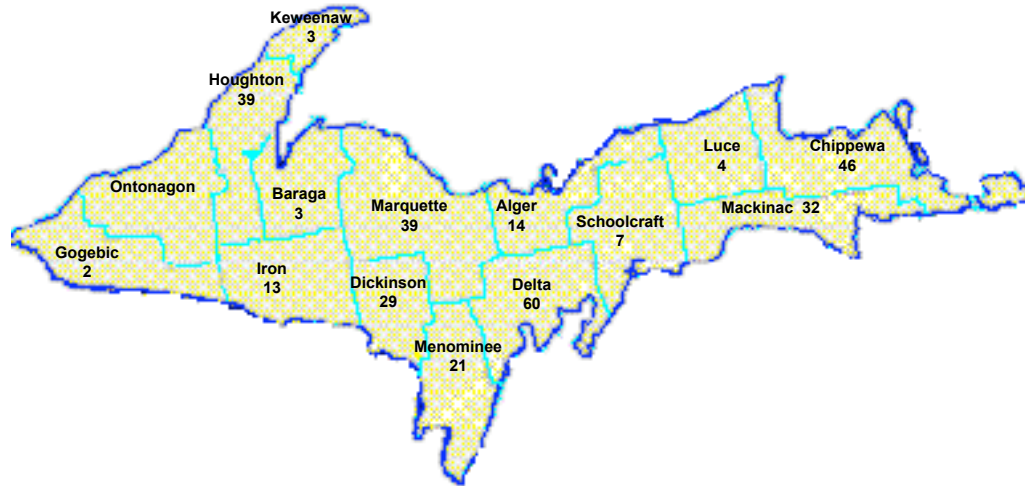 Keweenaw
3
Houghton
39
Ontonagon
Baraga
3
Marquette
39
Alger
14
Schoolcraft
7
Luce
4
Chippewa
46
Mackinac 32
Gogebic
2
Iron
13
Dickinson
29
Delta
60
Menominee
21